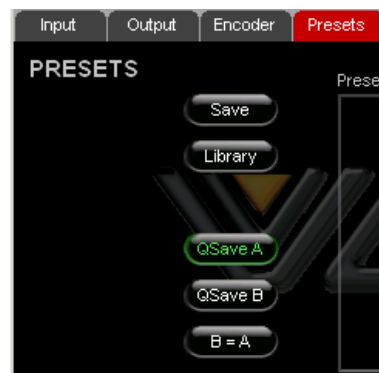 Input Output Encoder Presets
PRESETS
Save
Library
QSave A
QSave B
B = A